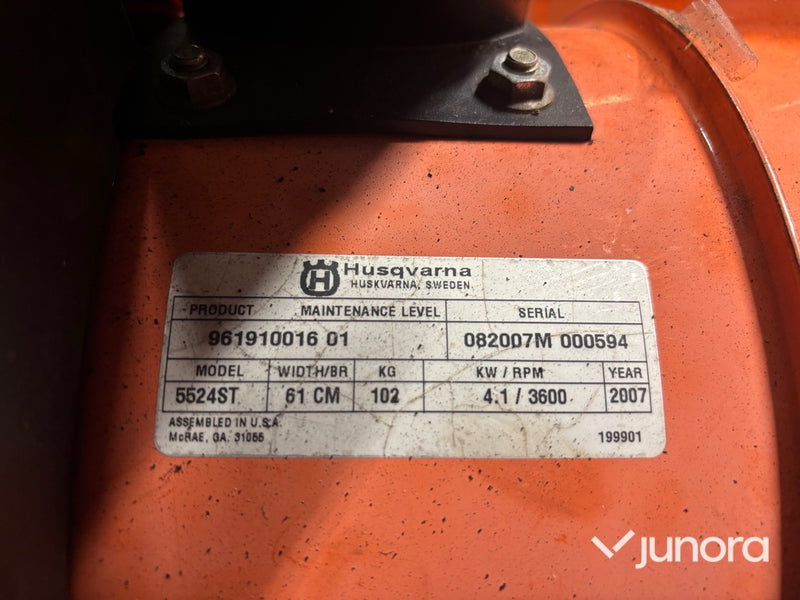 H Husqvarna
HUSKVARNA, SWEDEN
PRODUCT MAINTENANCE LEVEL SERIAL
961910016 01 082007M 000594
MODEL WIDTH/BR KG KW / RPM YEAR
5524ST 61 CM 102 4.1 / 3600 2007
ASSEMBLED IN U.S.A.
McRAE, GA. 31055 199901
junora